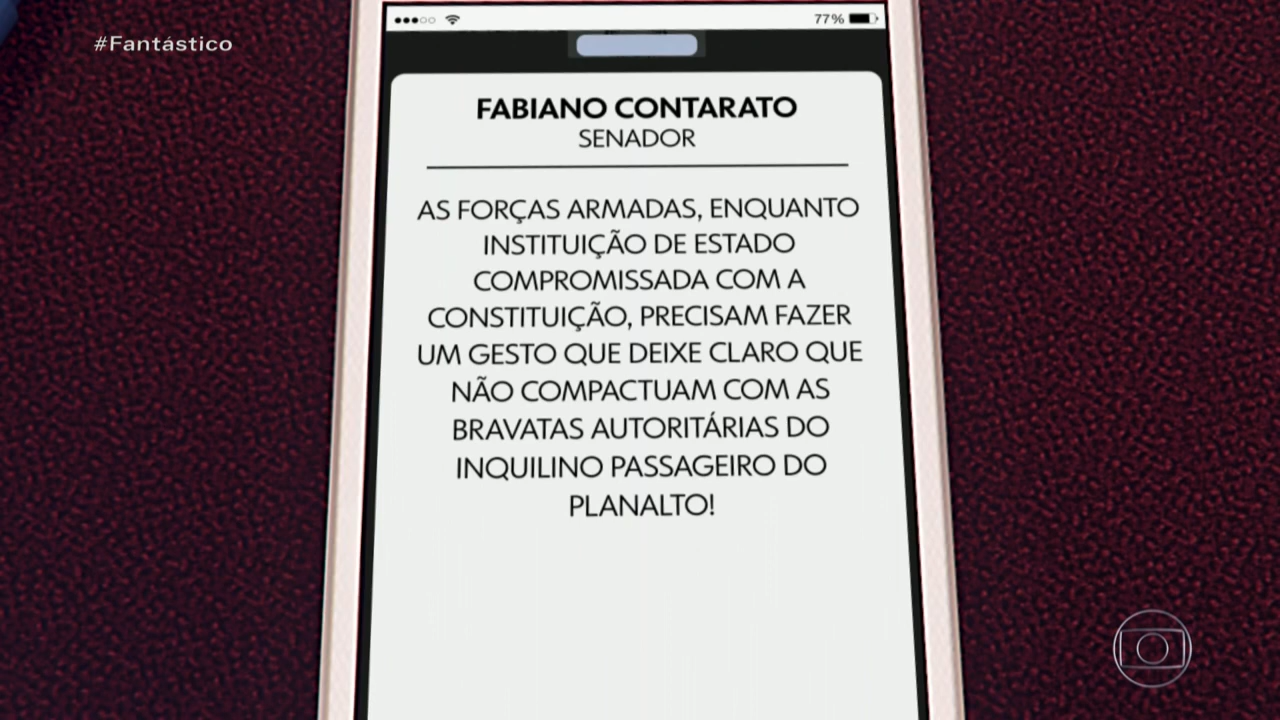 77%
#Fantástico
FABIANO CONTARATO
SENADOR
AS FORÇAS ARMADAS, ENQUANTO
INSTITUIÇÃO DE ESTADO
COMPROMISSADA COM A
CONSTITUIÇÃO, PRECISAM FAZER
UM GESTO QUE DEIXE CLARO QUE
NÃO COMPACTUAM COM AS
BRAVATAS AUTORITÁRIAS DO
INQUILINO PASSAGEIRO DO
PLANALTO!